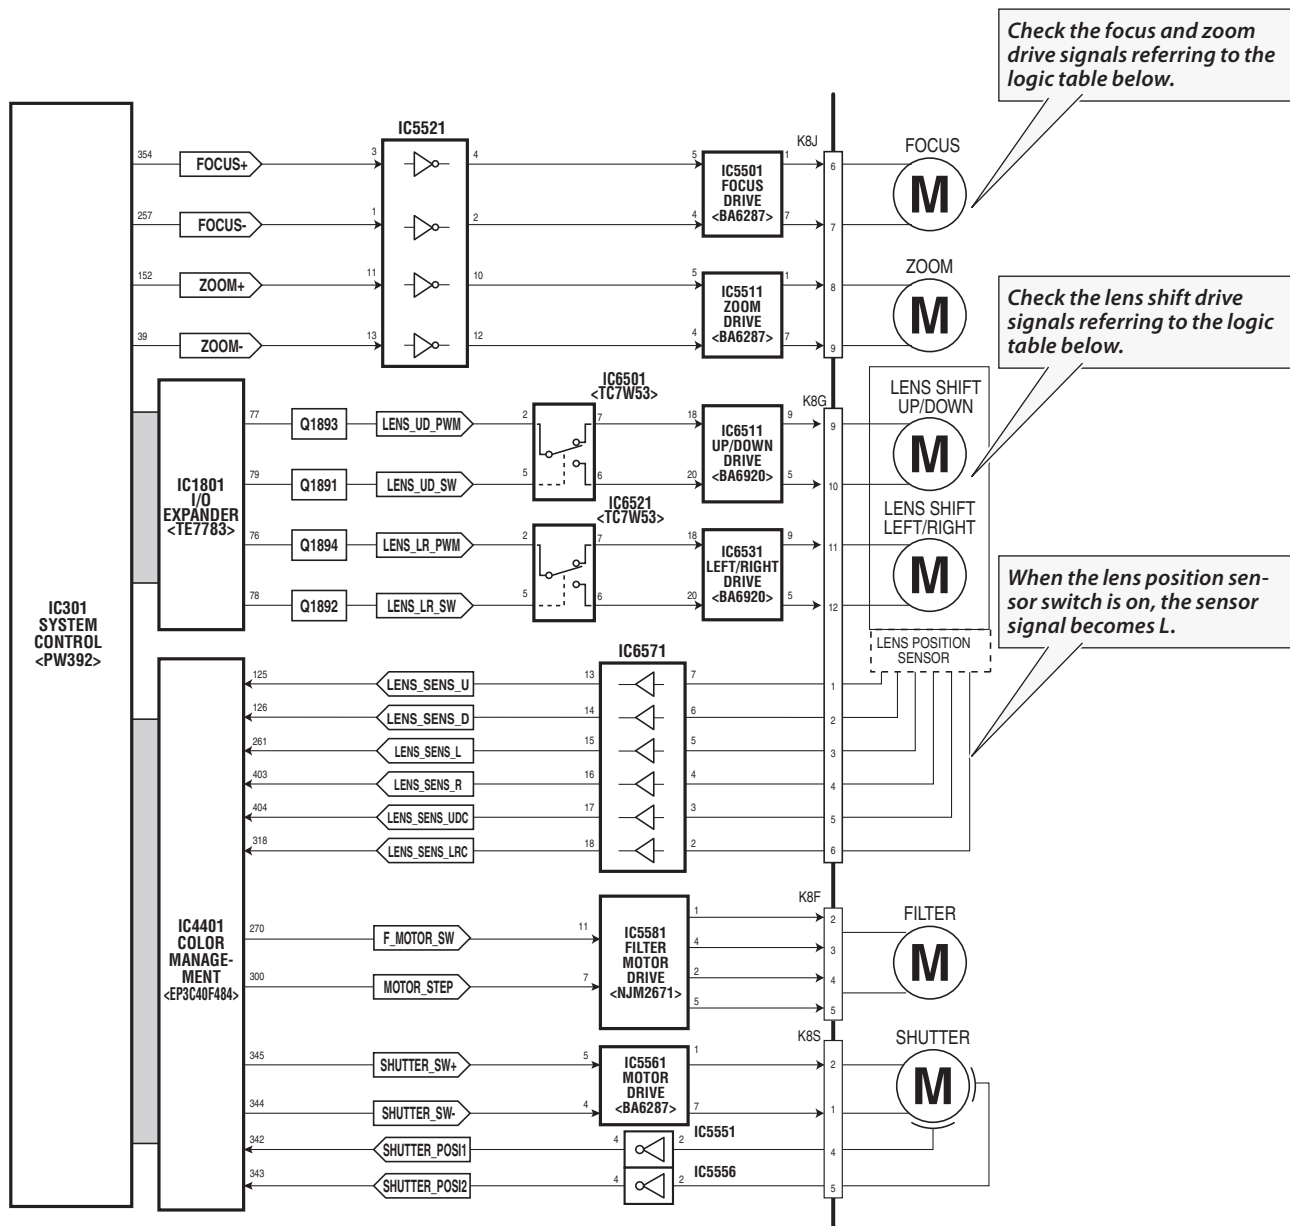 Check the focus and zoom
drive signals referring to the
logic table below.
IC5521
K8J
FOCUS
354
FOCUS+
3
4
5
IC5501
FOCUS
DRIVE
<BA6287>
1
6
M
257
FOCUS-
1
2
4
7
7
ZOOM
152
ZOOM+
11
10
5
IC5511
ZOOM
DRIVE
<BA6287>
1
8
M
39
ZOOM-
13
12
4
7
9
Check the lens shift drive
signals referring to the logic
table below.
IC6501
<TC7W53>
K8G
LENS SHIFT
UP/DOWN
77
Q1893
LENS_UD_PWM
2
7
18
IC6511
UP/DOWN
DRIVE
<BA6920>
9
9
M
79
Q1891
LENS_UD_SW
5
6
20
5
10
IC1801
I/O
EXPANDER
<TE7783>
IC6521
<TC7W53>
LENS SHIFT
LEFT/RIGHT
76
Q1894
LENS_LR_PWM
2
7
18
IC6531
LEFT/RIGHT
DRIVE
<BA6920>
9
11
M
78
Q1892
LENS_LR_SW
5
6
20
5
12
When the lens position sen-
sor switch is on, the sensor
signal becomes L.
IC301
SYSTEM
CONTROL
<PW392>
IC6571
LENS POSITION
SENSOR
125
LENS_SENS_U
13
7
1
126
LENS_SENS_D
14
6
2
261
LENS_SENS_L
15
5
3
403
LENS_SENS_R
16
4
4
404
LENS_SENS_UDC
17
3
5
318
LENS_SENS_LRC
18
2
6
IC4401
COLOR
MANAGE-
MENT
<EP3C40F484>
K8F
FILTER
270
F_MOTOR_SW
11
IC5581
FILTER
MOTOR
DRIVE
<NJM2671>
1
2
4
3
M
300
MOTOR_STEP
7
2
4
5
5
K8S
SHUTTER
345
SHUTTER_SW+
5
IC5561
MOTOR
DRIVE
<BA6287>
1
2
M
344
SHUTTER_SW-
4
7
1
342
SHUTTER_POSI1
4
2
IC5551
4
343
SHUTTER_POSI2
4
2
IC5556
5